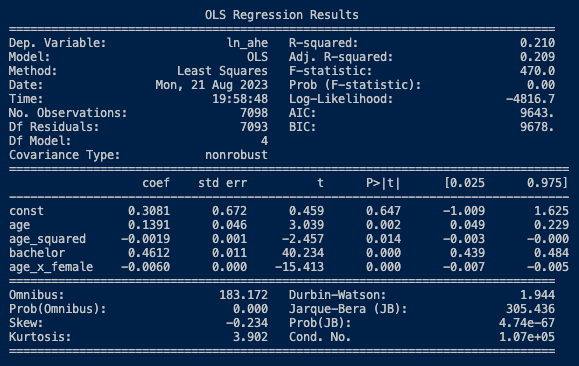 OLS Regression Results
==============================================================================
Dep. Variable: ln_ahe R-squared: 0.210
Model: OLS Adj. R-squared: 0.209
Method: Least Squares F-statistic: 470.0
Date: Mon, 21 Aug 2023 Prob (F-statistic): 0.00
Time: 19:58:48 Log-Likelihood: -4816.7
No. Observations: 7098 AIC: 9643.
Df Residuals: 7093 BIC: 9678.
Df Model: 4
Covariance Type: nonrobust
================================================================================
coef std err t P>|t| [0.025 0.975]
--------------------------------------------------------------------------------
const 0.3081 0.672 0.459 0.647 -1.009 1.625
age 0.1391 0.046 3.039 0.002 0.049 0.229
age_squared -0.0019 0.001 -2.457 0.014 -0.003 -0.000
bachelor 0.4612 0.011 40.234 0.000 0.439 0.484
age_x_female -0.0060 0.000 -15.413 0.000 -0.007 -0.005
==============================================================================
Omnibus: 183.172 Durbin-Watson: 1.944
Prob(Omnibus): 0.000 Jarque-Bera (JB): 305.436
Skew: -0.234 Prob(JB): 4.74e-67
Kurtosis: 3.902 Cond. No. 1.07e+05
==============================================================================